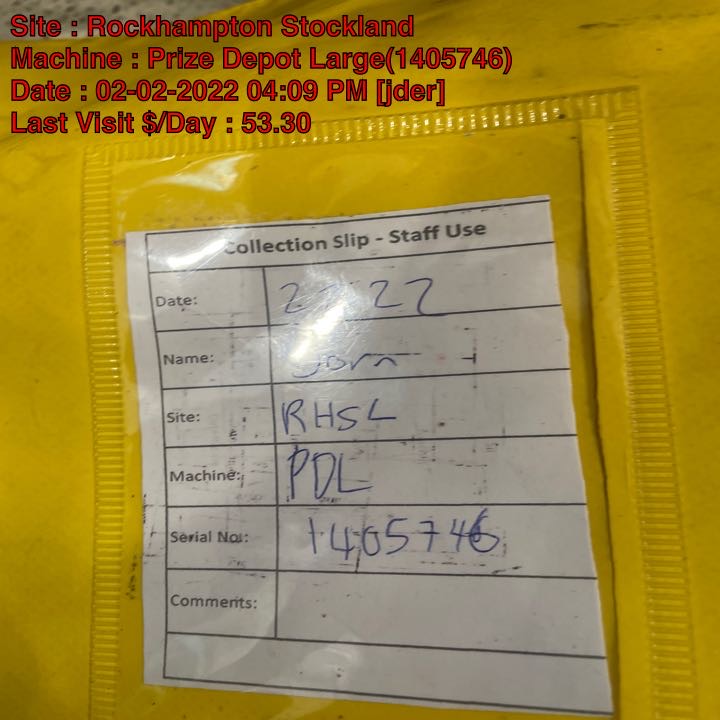 Site : Rockhampton Stockland
Machine : Prize Depot Large(1405746)
Date : 02-02-2022 04:09 PM [jder]
Last Visit $/Day : 53.30
Collection Slip - Staff Use
Date:
Name:
Site: RHSL
Machine: PDL
Serial No.: 1405746
Comments: